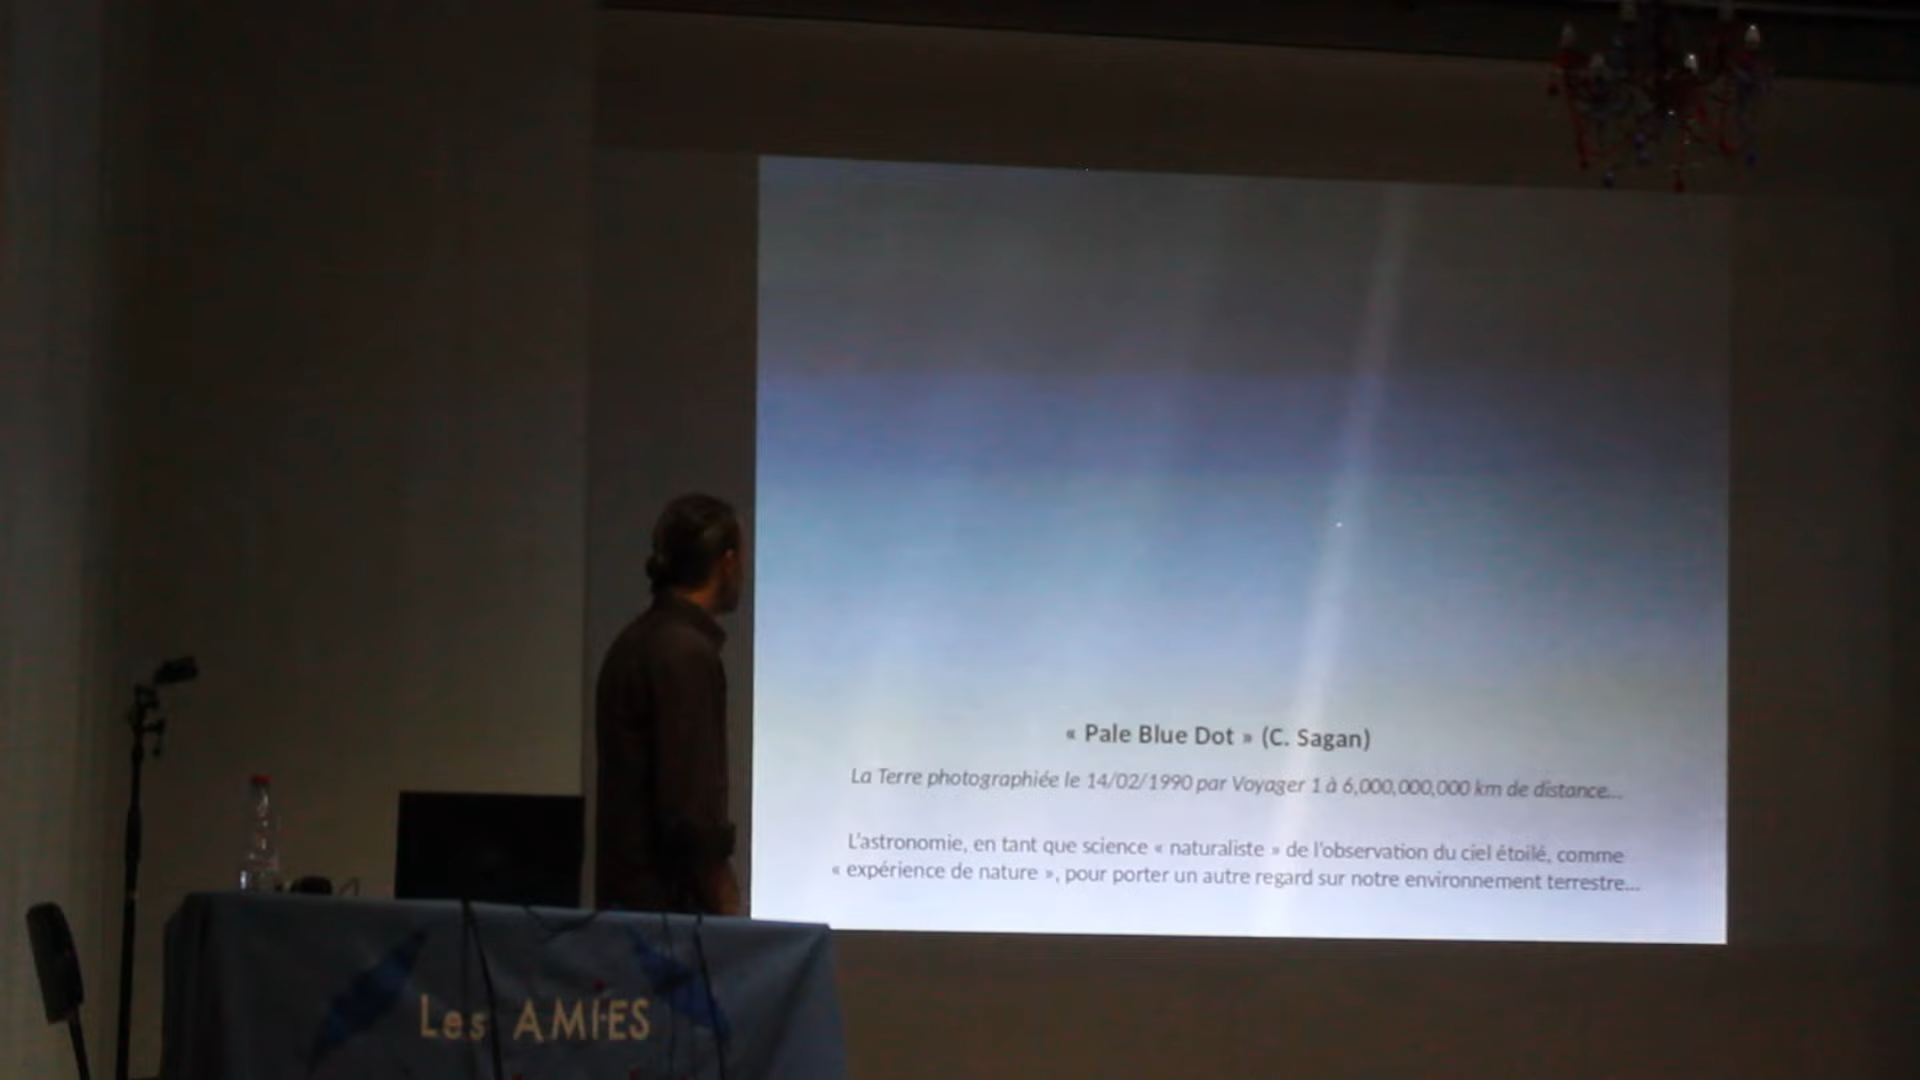 « Pale Blue Dot » (C. Sagan)
La Terre photographiée le 14/02/1990 par Voyager 1 à 6,000,000,000 km de distance...
L'astronomie, en tant que science « naturaliste » de l'observation du ciel étoilé, comme
« expérience de nature », pour porter un autre regard sur notre environnement terrestre...
Les AMIES